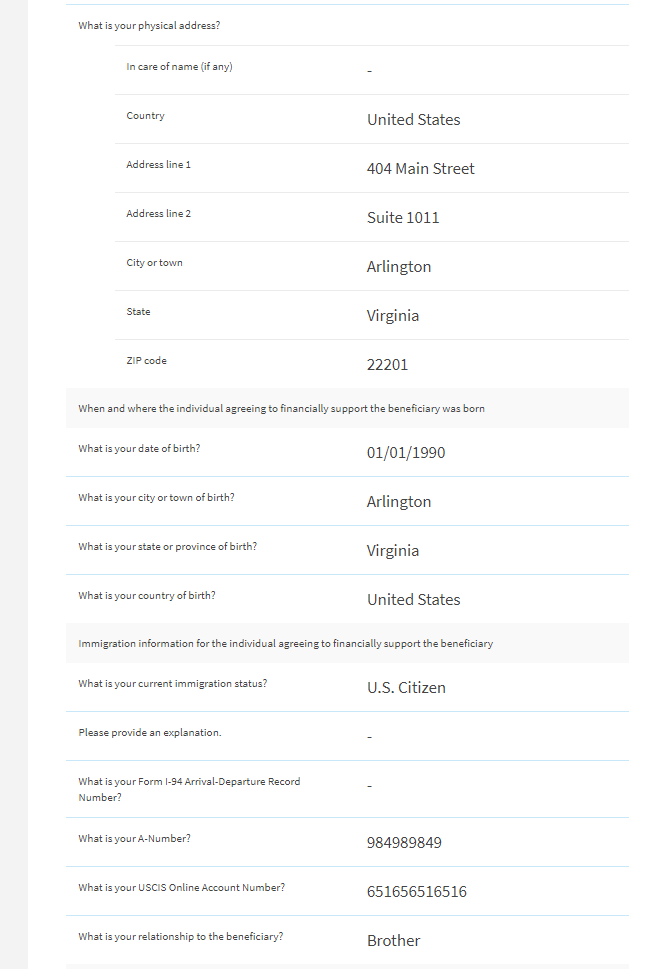 What is your physical address?
In care of name (if any)
-
Country
United States
Address line 1
404 Main Street
Address line 2
Suite 1011
City or town
Arlington
State
Virginia
ZIP code
22201
When and where the individual agreeing to financially support the beneficiary was born
What is your date of birth?
01/01/1990
What is your city or town of birth?
Arlington
What is your state or province of birth?
Virginia
What is your country of birth?
United States
Immigration information for the individual agreeing to financially support the beneficiary
What is your current immigration status?
U.S. Citizen
Please provide an explanation.
-
What is your Form I-94 Arrival-Departure Record
Number?
-
What is your A-Number?
984989849
What is your USCIS Online Account Number?
651656516516
What is your relationship to the beneficiary?
Brother